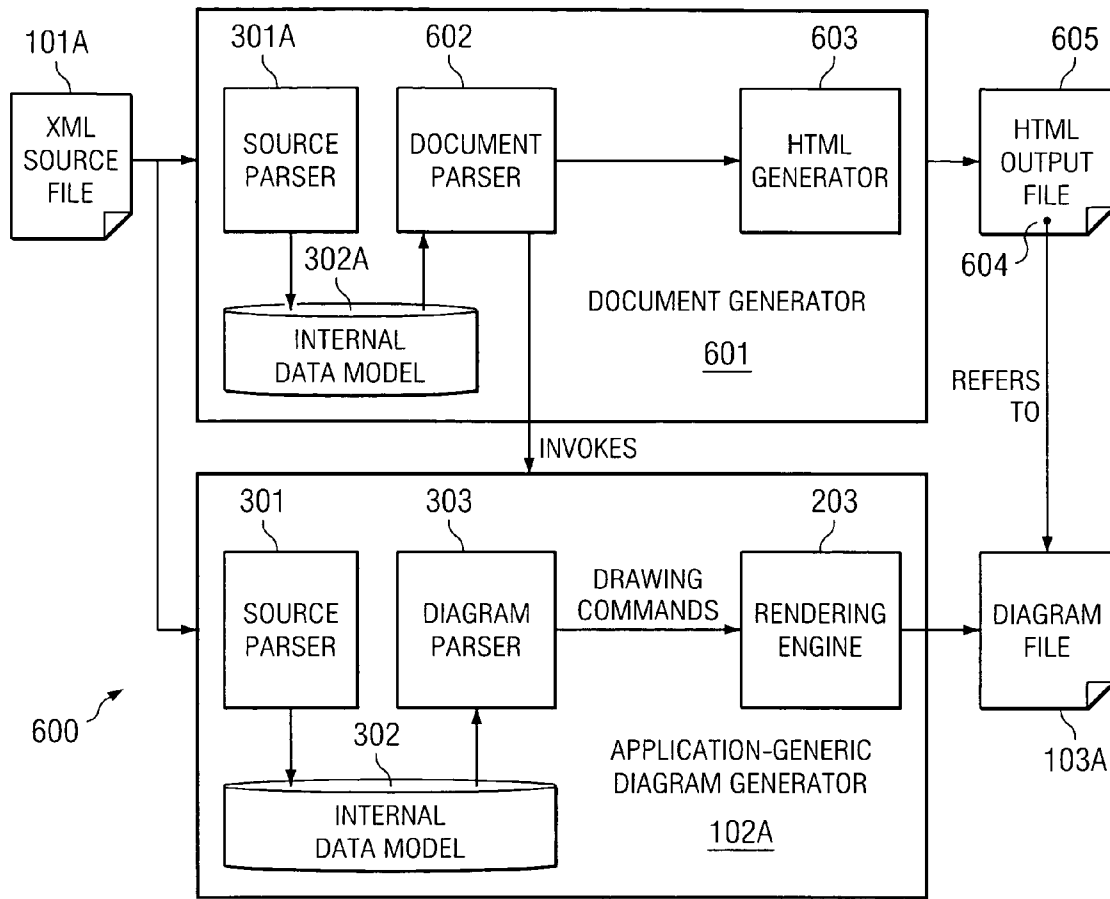 101A
XML
SOURCE
FILE
301A
SOURCE
PARSER
602
DOCUMENT
PARSER
603
HTML
GENERATOR
605
HTML
OUTPUT
FILE
604
302A
INTERNAL
DATA MODEL
DOCUMENT GENERATOR
601
REFERS
TO
INVOKES
301
SOURCE
PARSER
303
DIAGRAM
PARSER
DRAWING
COMMANDS
203
RENDERING
ENGINE
DIAGRAM
FILE
103A
600
302
INTERNAL
DATA MODEL
APPLICATION-GENERIC
DIAGRAM GENERATOR
102A